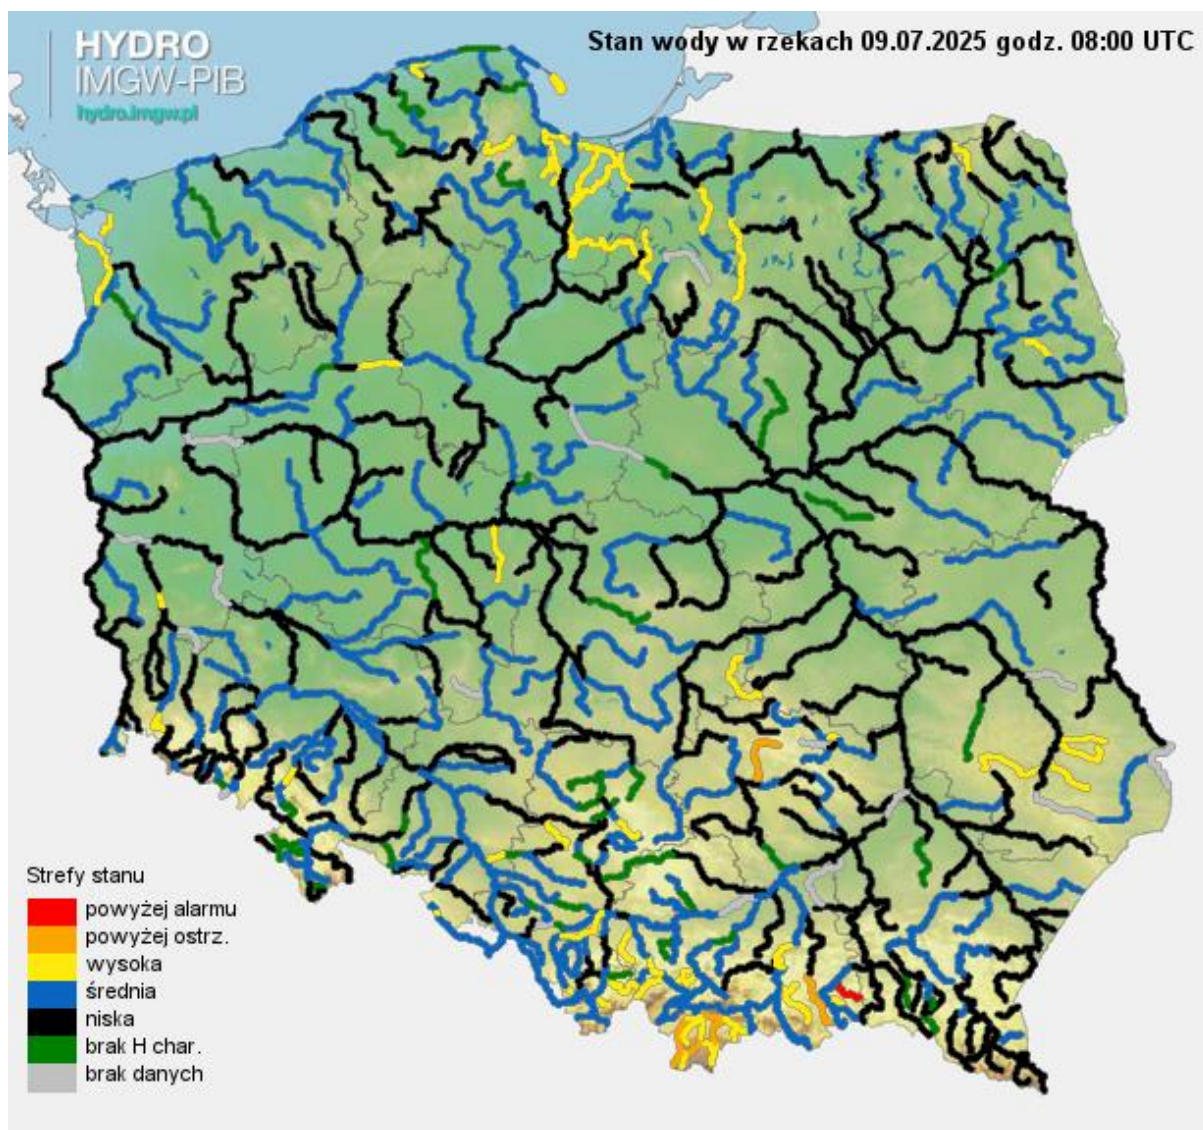 HYDRO
IMGW-PIB
hydro.imgw.pl
Stan wody w rzekach 09.07.2025 godz. 08:00 UTC
Strefy stanu
powyżej alarmu
powyżej ostrz.
wysoka
średnia
niska
brak H char.
brak danych